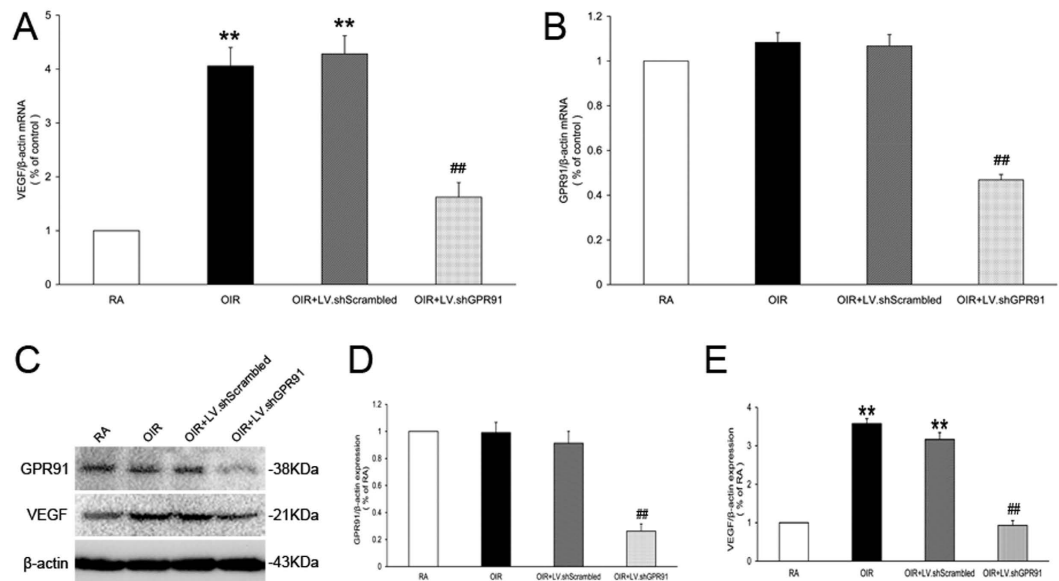 A
VEGF/β-actin mRNA
( % of control )
5
4
3
2
1
0
**
**
##
RA
OIR
OIR+LV.shScrambled
OIR+LV.shGPR91
B
GPR91/β-actin mRNA
( % of control )
1.2
1
0.8
0.6
0.4
0.2
0
##
RA
OIR
OIR+LV.shScrambled
OIR+LV.shGPR91
C
RA
OIR
OIR+LV.shScrambled
OIR+LV.shGPR91
GPR91
-38KDa
VEGF
-21KDa
β-actin
-43KDa
D
GPR91/β-actin expression
( % of RA)
1.2
1
0.8
0.6
0.4
0.2
0
##
RA
OIR
OIR+LV.shScrambled
OIR+LV.shGPR91
E
VEGF/β-actin expression
( % of RA)
4
3
2
1
0
**
**
##
RA
OIR
OIR+LV.shScrambled
OIR+LV.shGPR91